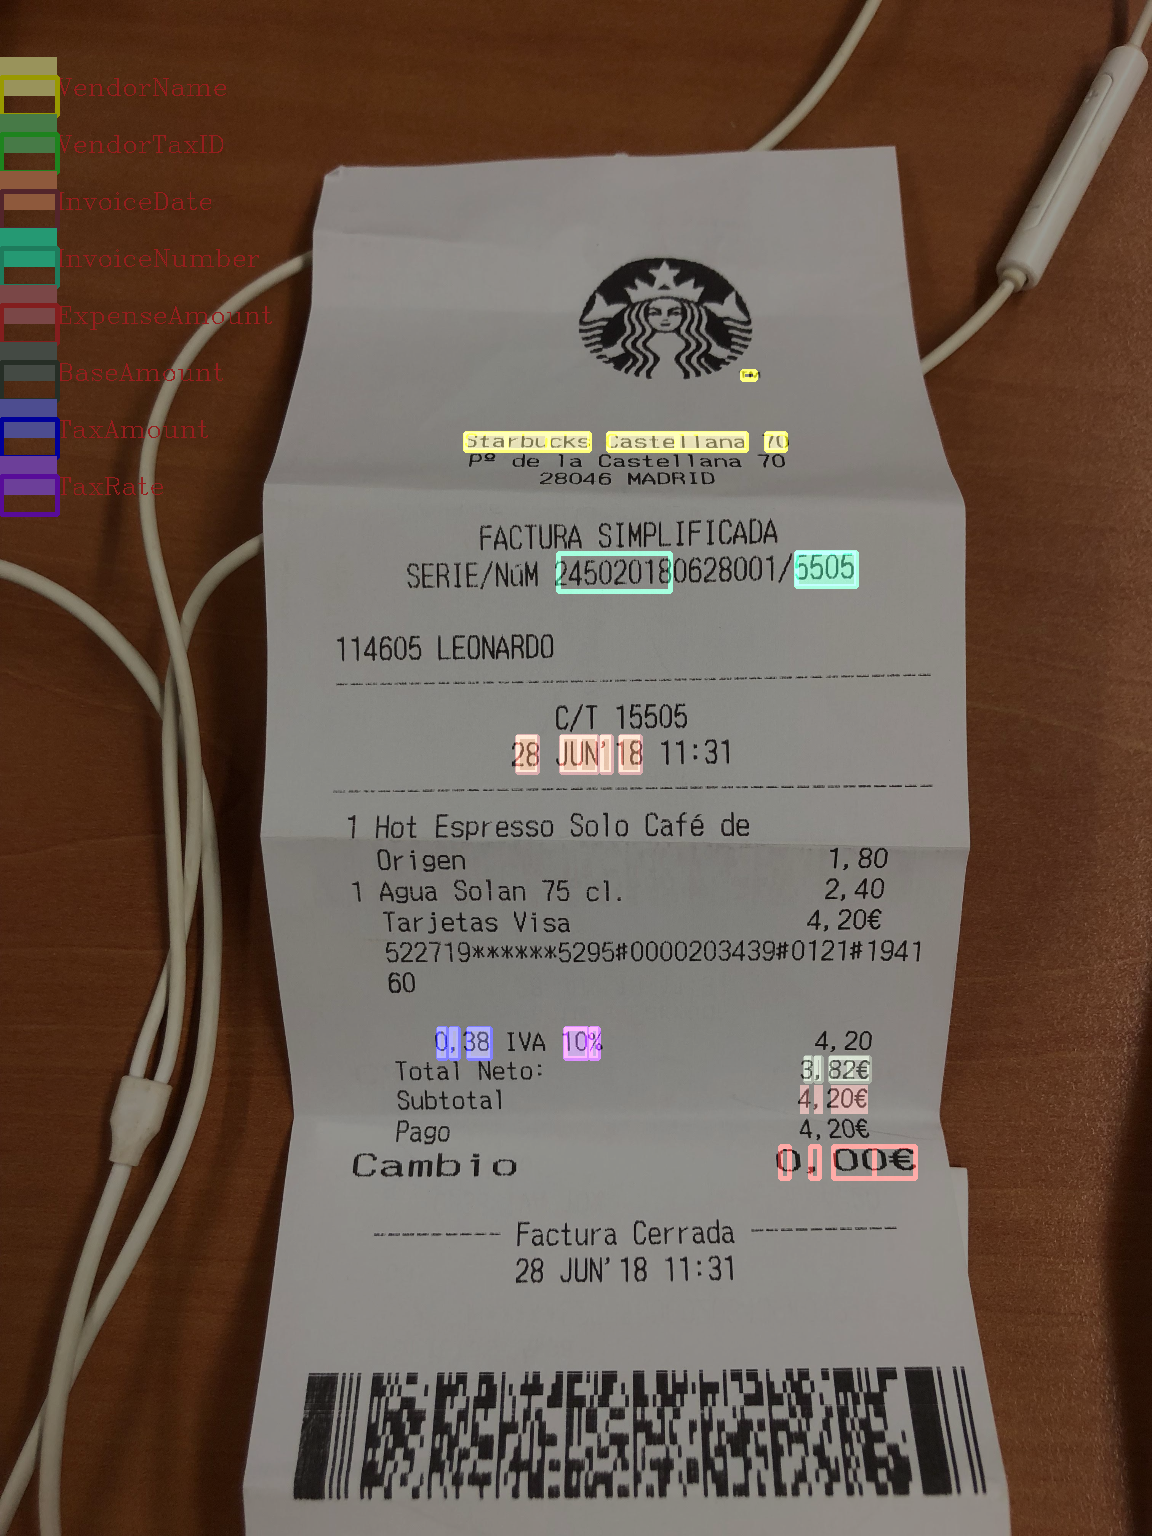 VendorName
VendorTaxID
InvoiceDate
InvoiceNumber
ExpenseAmount
BaseAmount
TaxAmount
TaxRate
Starbucks Castellana 70
Pº de la Castellana 70
28046 MADRID
FACTURA SIMPLIFICADA
SERIE/NúM 245020180628001/5505
114605 LEONARDO
C/T 15505
28 JUN'18 11:31
1 Hot Espresso Solo Café de
Origen 1,80
1 Agua Solan 75 cl. 2,40
Tarjetas Visa 4,20€
522719******5295#0000203439#0121#1941
60
0,38 IVA 10% 4,20
Total Neto: 3,82€
Subtotal 4,20€
Pago 4,20€
Cambio 0,00€
Factura Cerrada
28 JUN'18 11:31